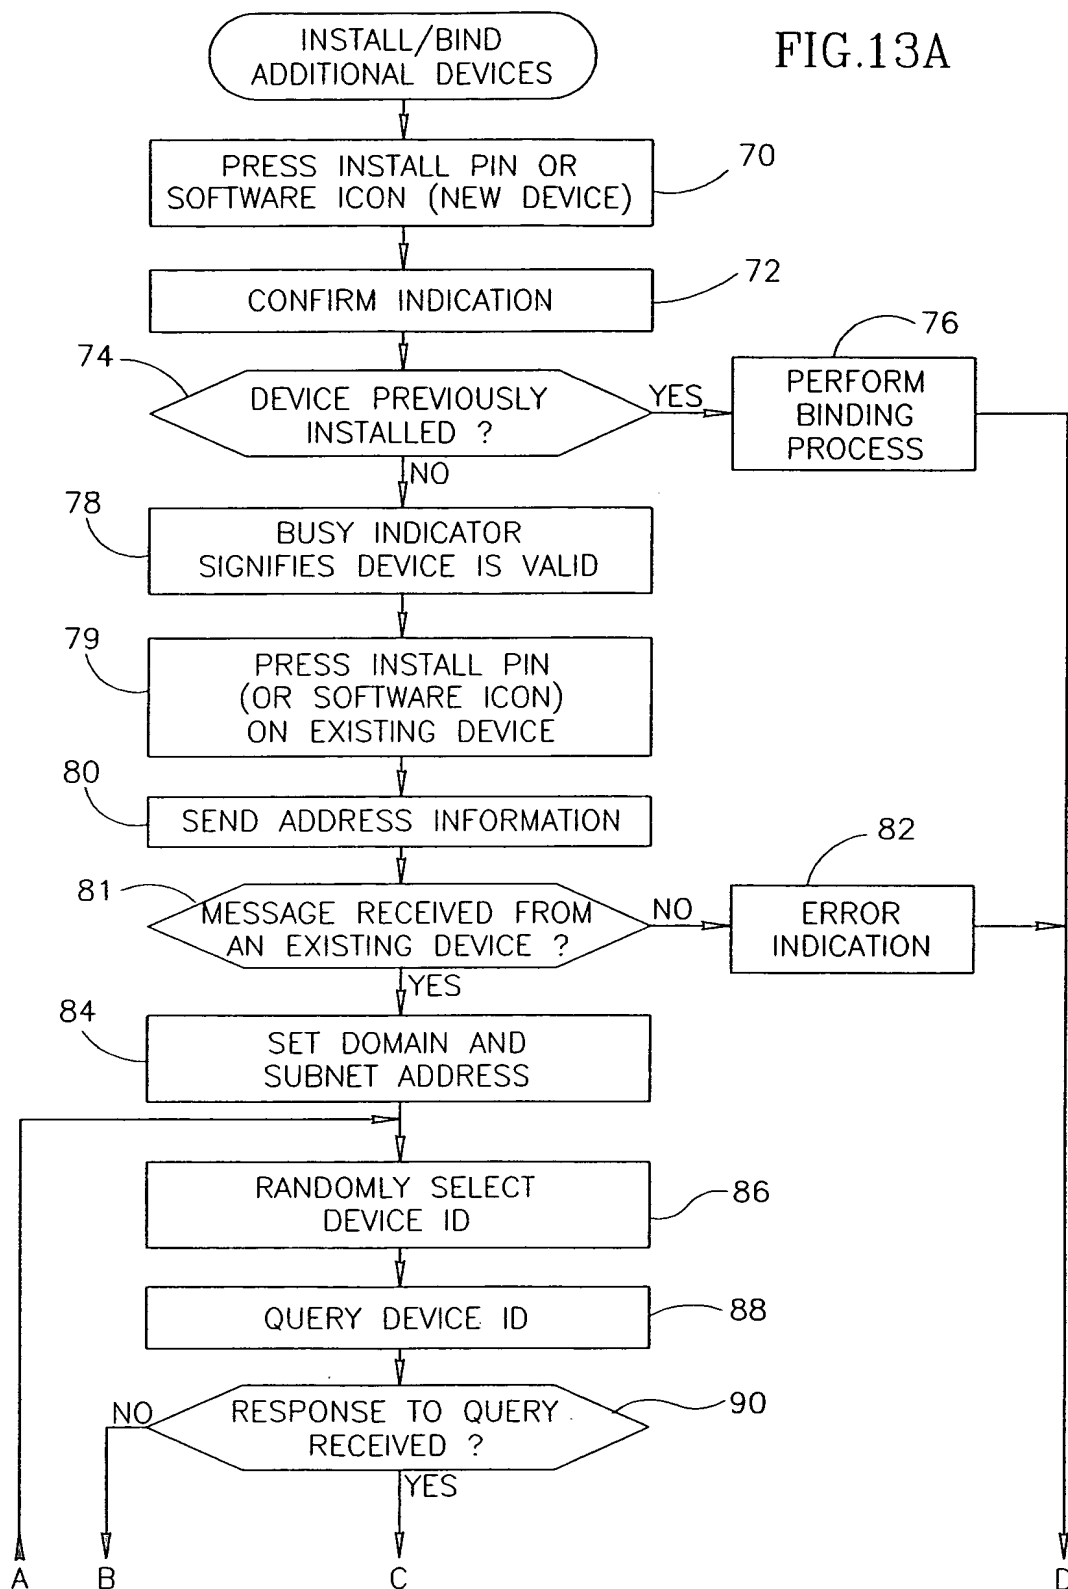 INSTALL/BIND
ADDITIONAL DEVICES
FIG.13A
PRESS INSTALL PIN OR
SOFTWARE ICON (NEW DEVICE)
70
CONFIRM INDICATION
72
74
DEVICE PREVIOUSLY
INSTALLED ?
YES
76
PERFORM
BINDING
PROCESS
NO
78
BUSY INDICATOR
SIGNIFIES DEVICE IS VALID
79
PRESS INSTALL PIN
(OR SOFTWARE ICON)
ON EXISTING DEVICE
80
SEND ADDRESS INFORMATION
81
MESSAGE RECEIVED FROM
AN EXISTING DEVICE ?
NO
82
ERROR
INDICATION
YES
84
SET DOMAIN AND
SUBNET ADDRESS
RANDOMLY SELECT
DEVICE ID
86
QUERY DEVICE ID
88
NO
RESPONSE TO QUERY
RECEIVED ?
90
YES
A
B
C
D